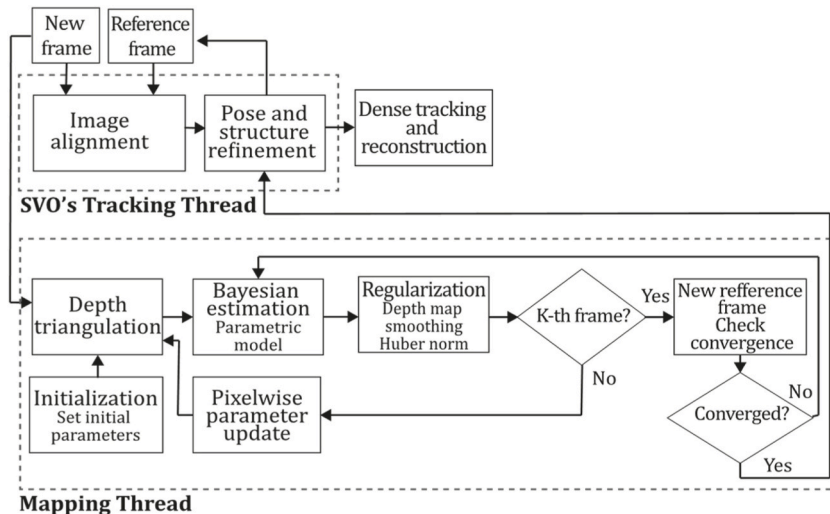 New
frame
Reference
frame
Image
alignment
Pose and
structure
refinement
Dense tracking
and
reconstruction
SVO's Tracking Thread
Depth
triangulation
Bayesian
estimation
Parametric
model
Regularization
Depth map
smoothing
Huber norm
K-th frame?
Yes
New refference
frame
Check
convergence
No
Initialization
Set initial
parameters
Pixelwise
parameter
update
Converged?
No
Yes
Mapping Thread